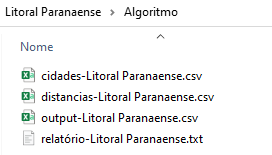 Litoral Paranaense > Algoritmo
Nome
cidades-Litoral Paranaense.csv
distancias-Litoral Paranaense.csv
output-Litoral Paranaense.csv
relatório-Litoral Paranaense.txt